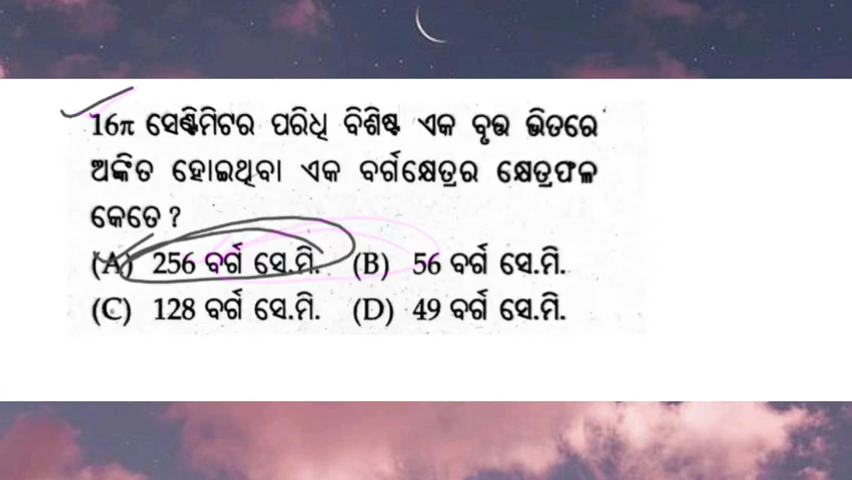 16π ସେଣ୍ଟିମିଟର ପରିଧି ବିଶିଷ୍ଟ ଏକ ବୃତ୍ତ ଭିତରେ
ଅଙ୍କିତ ହୋଇଥିବା ଏକ ବର୍ଗକ୍ଷେତ୍ରର କ୍ଷେତ୍ରଫଳ
କେତେ ?
(A) 256 ବର୍ଗ ସେ.ମି. (B) 56 ବର୍ଗ ସେ.ମି.
(C) 128 ବର୍ଗ ସେ.ମି. (D) 49 ବର୍ଗ ସେ.ମି.